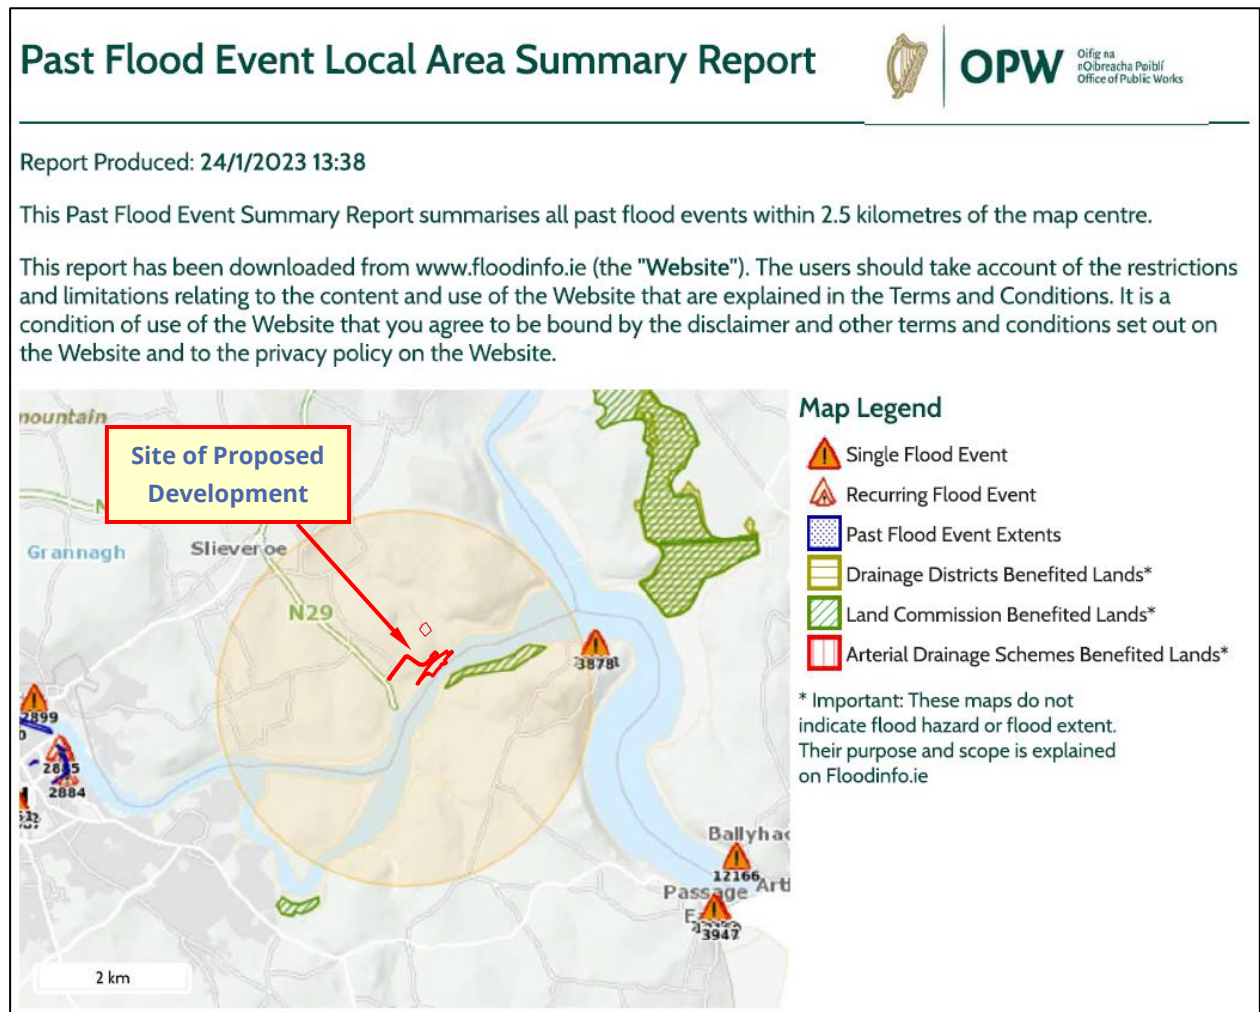 Past Flood Event Local Area Summary Report
OPW
Oifig na
nOibreacha Poiblí
Office of Public Works
Report Produced: 24/1/2023 13:38
This Past Flood Event Summary Report summarises all past flood events within 2.5 kilometres of the map centre.
This report has been downloaded from www.floodinfo.ie (the "Website"). The users should take account of the restrictions
and limitations relating to the content and use of the Website that are explained in the Terms and Conditions. It is a
condition of use of the Website that you agree to be bound by the disclaimer and other terms and conditions set out on
the Website and to the privacy policy on the Website.
mountain
Site of Proposed
Development
N
Grannagh
Slieveroe
N29
3878
2899
2885
2884
Ballyhac
12166
Passage
Art
E
3947
2 km
Map Legend
Single Flood Event
Recurring Flood Event
Past Flood Event Extents
Drainage Districts Benefited Lands*
Land Commission Benefited Lands*
Arterial Drainage Schemes Benefited Lands*
* Important: These maps do not
indicate flood hazard or flood extent.
Their purpose and scope is explained
on Floodinfo.ie